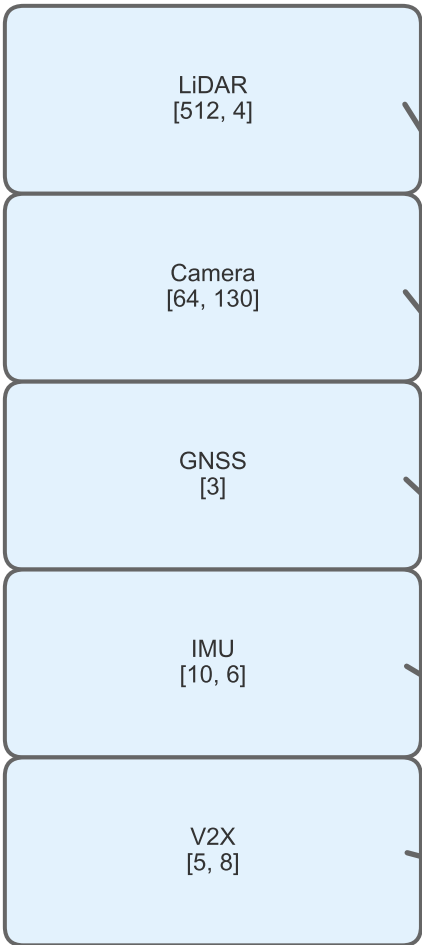 LiDAR
[512, 4]
Camera
[64, 130]
GNSS
[3]
IMU
[10, 6]
V2X
[5, 8]